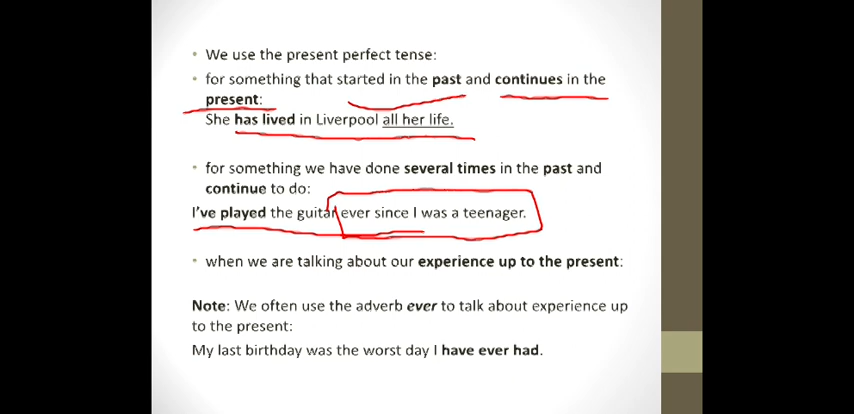 • We use the present perfect tense:
• for something that started in the past and continues in the
present:
She has lived in Liverpool all her life.
• for something we have done several times in the past and
continue to do:
I've played the guitar ever since I was a teenager.
• when we are talking about our experience up to the present:
Note: We often use the adverb ever to talk about experience up
to the present:
My last birthday was the worst day I have ever had.